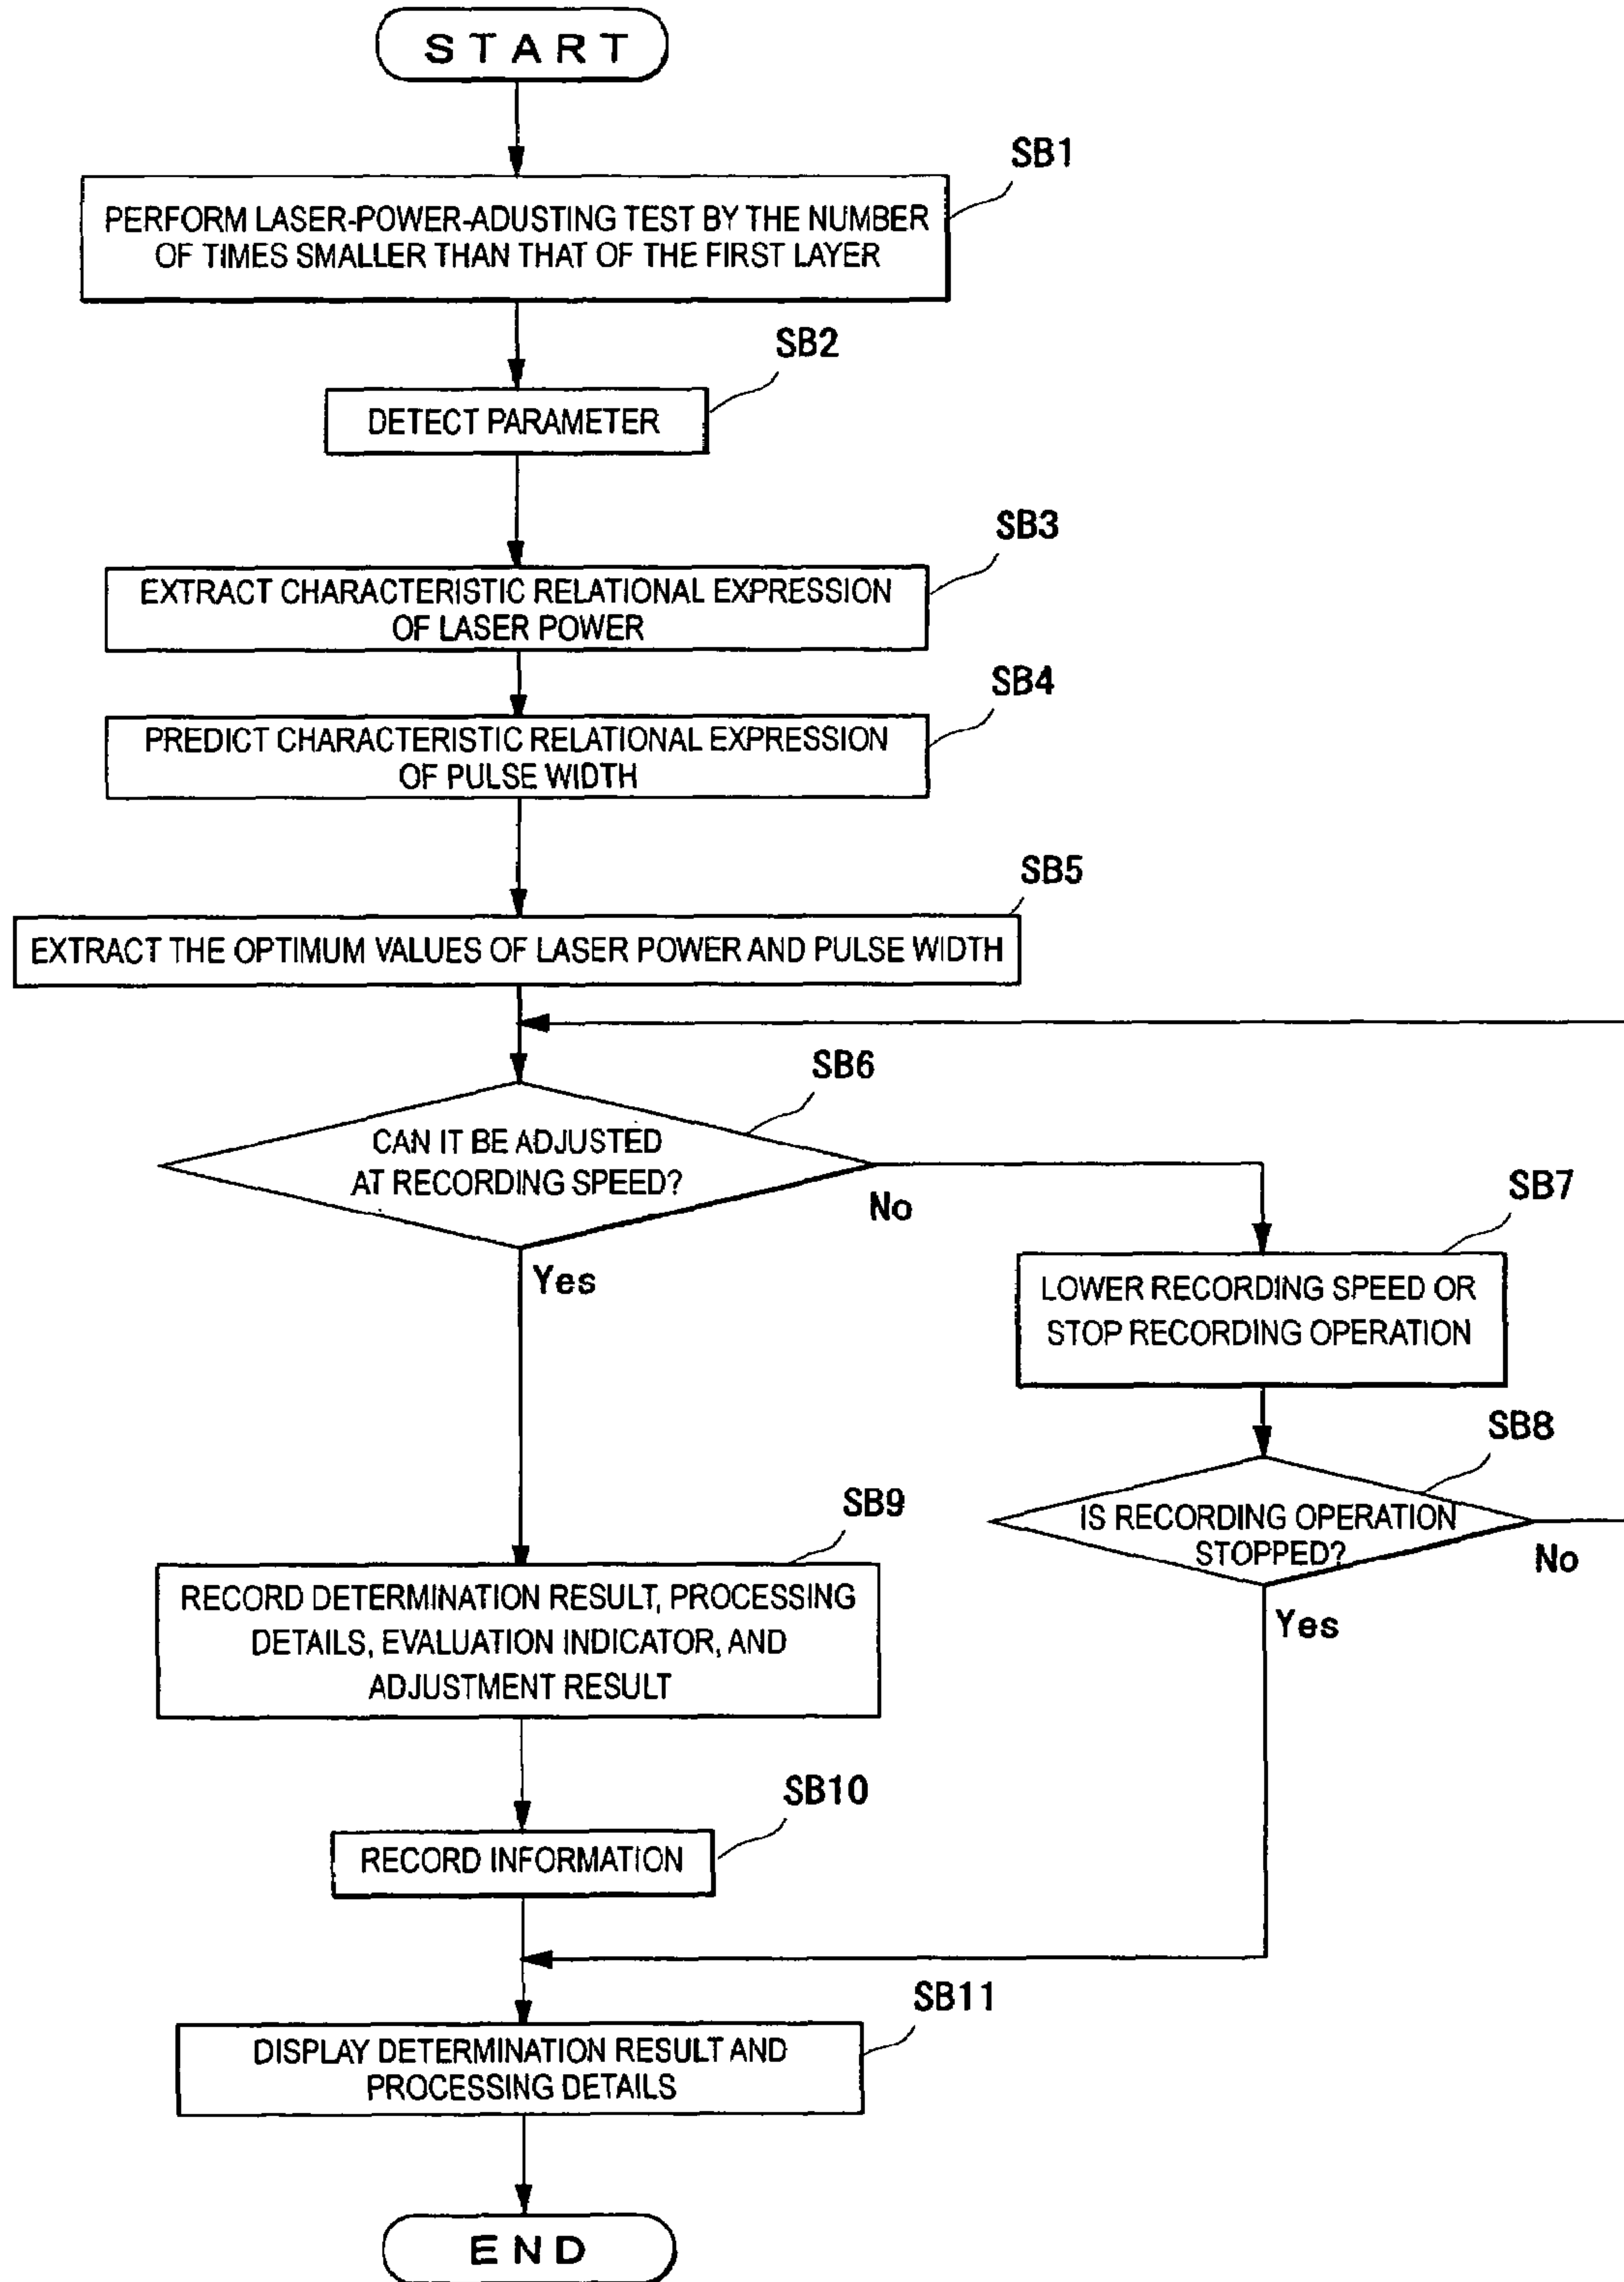 START
SB1
PERFORM LASER-POWER-ADUSTING TEST BY THE NUMBER
OF TIMES SMALLER THAN THAT OF THE FIRST LAYER
SB2
DETECT PARAMETER
SB3
EXTRACT CHARACTERISTIC RELATIONAL EXPRESSION
OF LASER POWER
SB4
PREDICT CHARACTERISTIC RELATIONAL EXPRESSION
OF PULSE WIDTH
SB5
EXTRACT THE OPTIMUM VALUES OF LASER POWER AND PULSE WIDTH
SB6
CAN IT BE ADJUSTED
AT RECORDING SPEED?
No
Yes
SB7
LOWER RECORDING SPEED OR
STOP RECORDING OPERATION
SB8
IS RECORDING OPERATION
STOPPED?
No
Yes
SB9
RECORD DETERMINATION RESULT, PROCESSING
DETAILS, EVALUATION INDICATOR, AND
ADJUSTMENT RESULT
SB10
RECORD INFORMATION
SB11
DISPLAY DETERMINATION RESULT AND
PROCESSING DETAILS
END